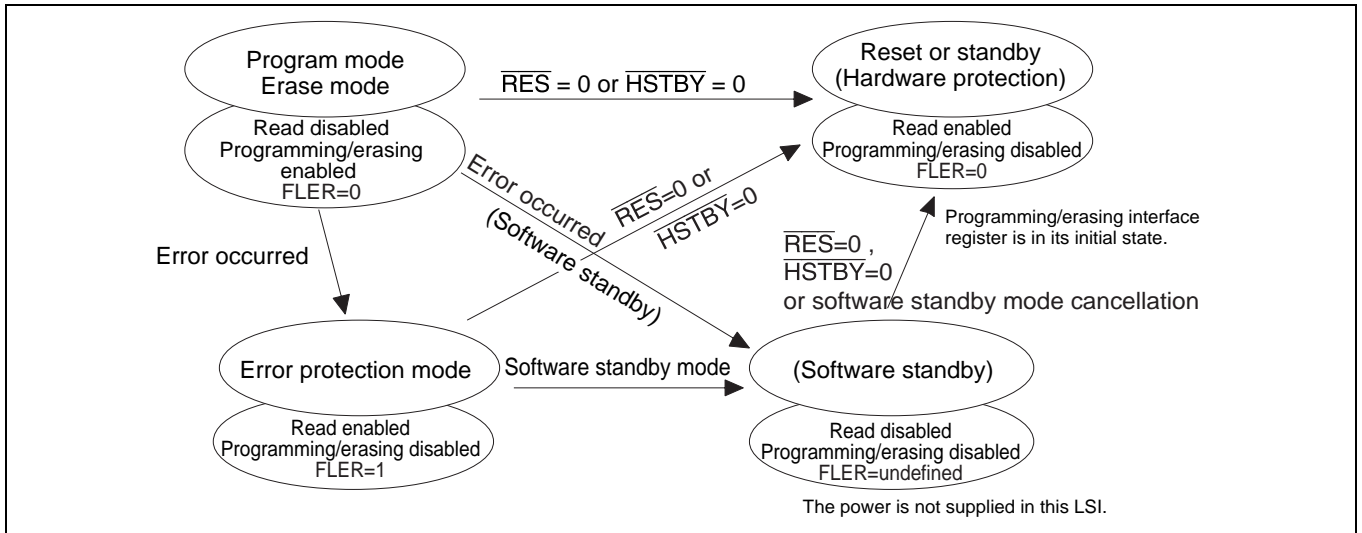 Program mode
Erase mode
Read disabled
Programming/erasing
enabled
FLER=0
RES = 0 or HSTBY = 0
Reset or standby
(Hardware protection)
Read enabled
Programming/erasing disabled
FLER=0
Error occurred
(Software standby)
RES=0 or
HSTBY=0
Programming/erasing interface
register is in its initial state.
Error occurred
RES=0 ,
HSTBY=0
or software standby mode cancellation
Error protection mode
Read enabled
Programming/erasing disabled
FLER=1
Software standby mode
(Software standby)
Read disabled
Programming/erasing disabled
FLER=undefined
The power is not supplied in this LSI.